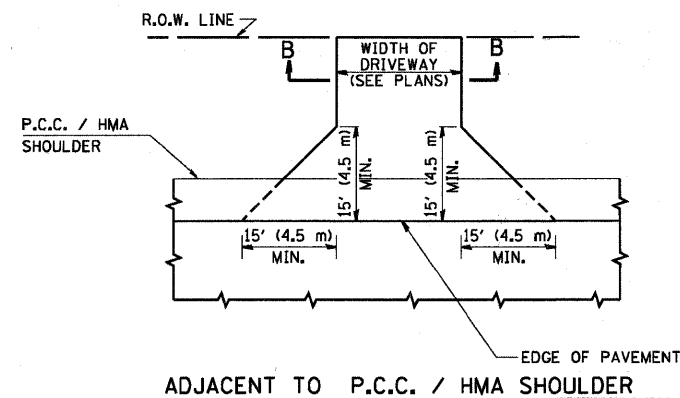 R.O.W. LINE
B
WIDTH OF
DRIVEWAY
(SEE PLANS)
B
P.C.C. / HMA
SHOULDER
15' (4.5 m)
MIN.
15' (4.5 m)
MIN.
15' (4.5 m)
MIN.
15' (4.5 m)
MIN.
EDGE OF PAVEMENT
ADJACENT TO P.C.C. / HMA SHOULDER